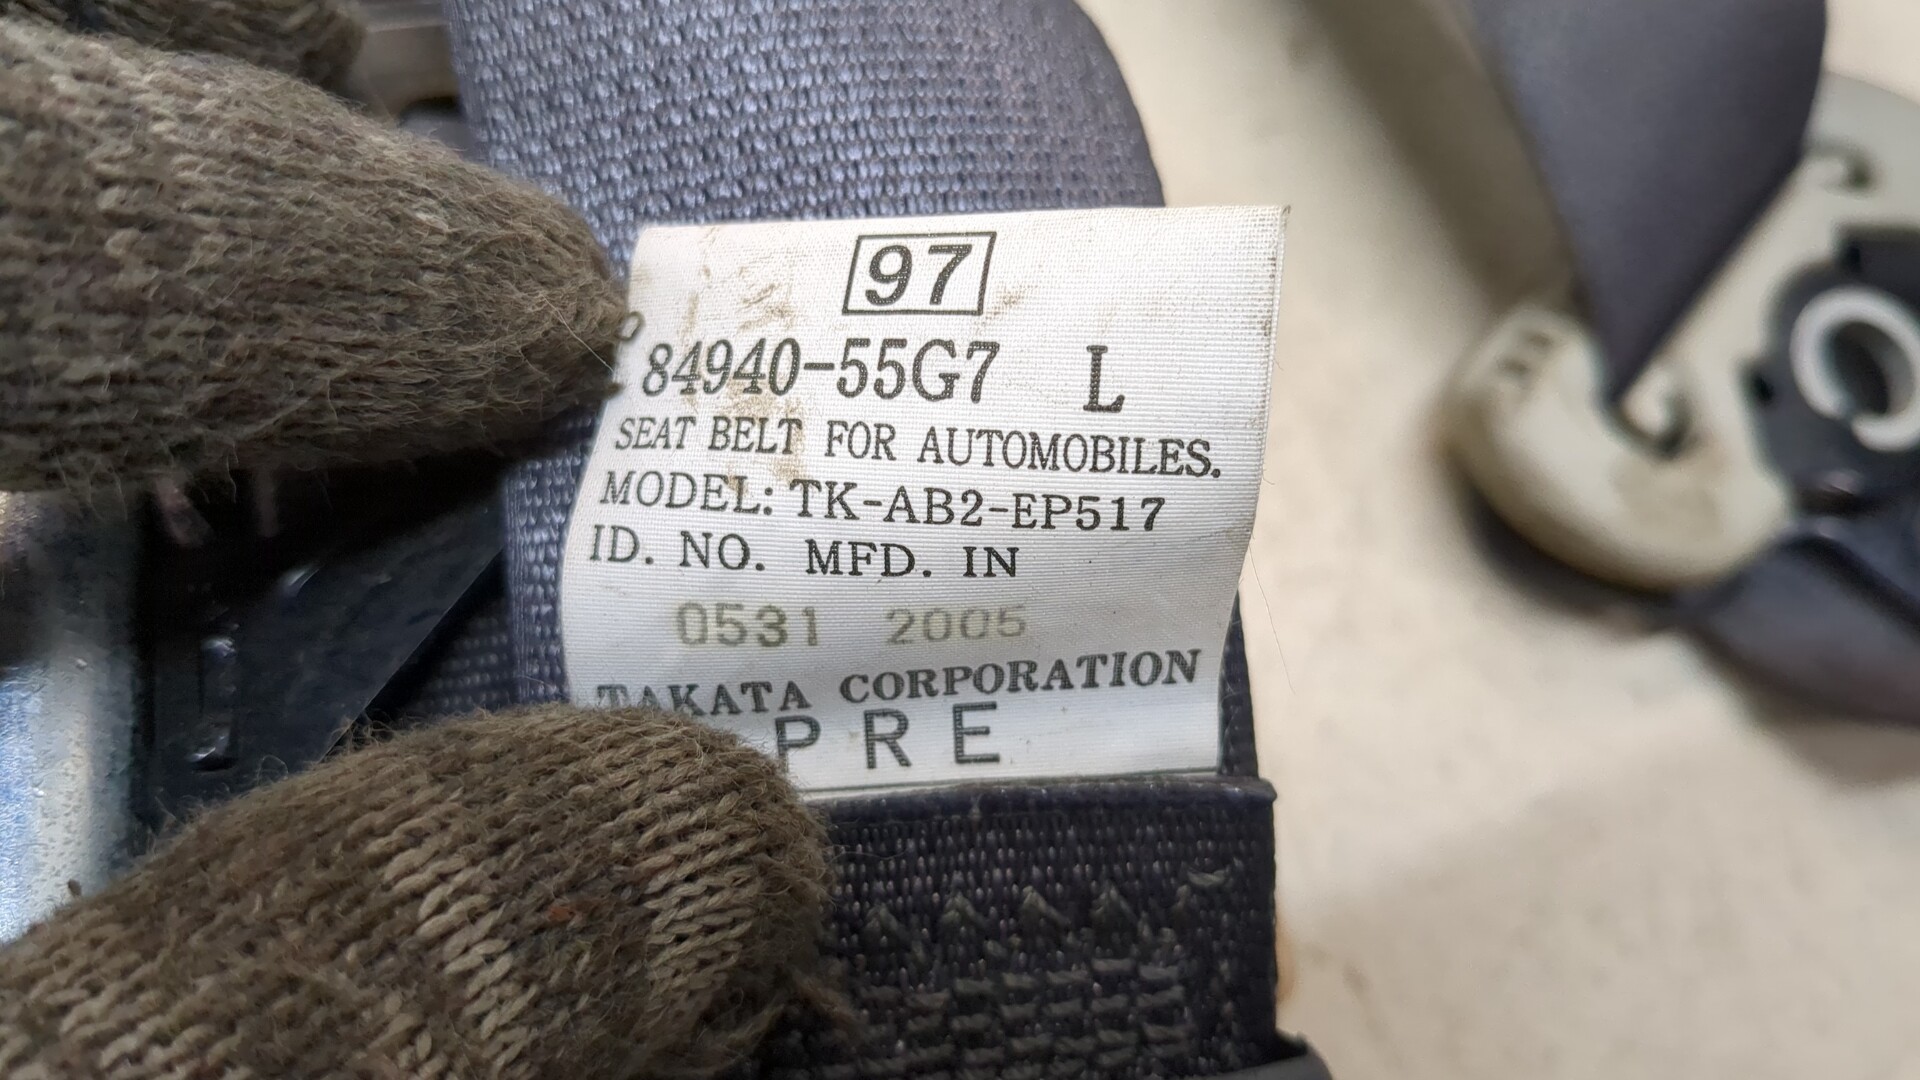 97
84940-55G7 L
SEAT BELT FOR AUTOMOBILES.
MODEL: TK-AB2-EP517
ID. NO. MFD. IN
0531 2005
TAKATA CORPORATION
PRE